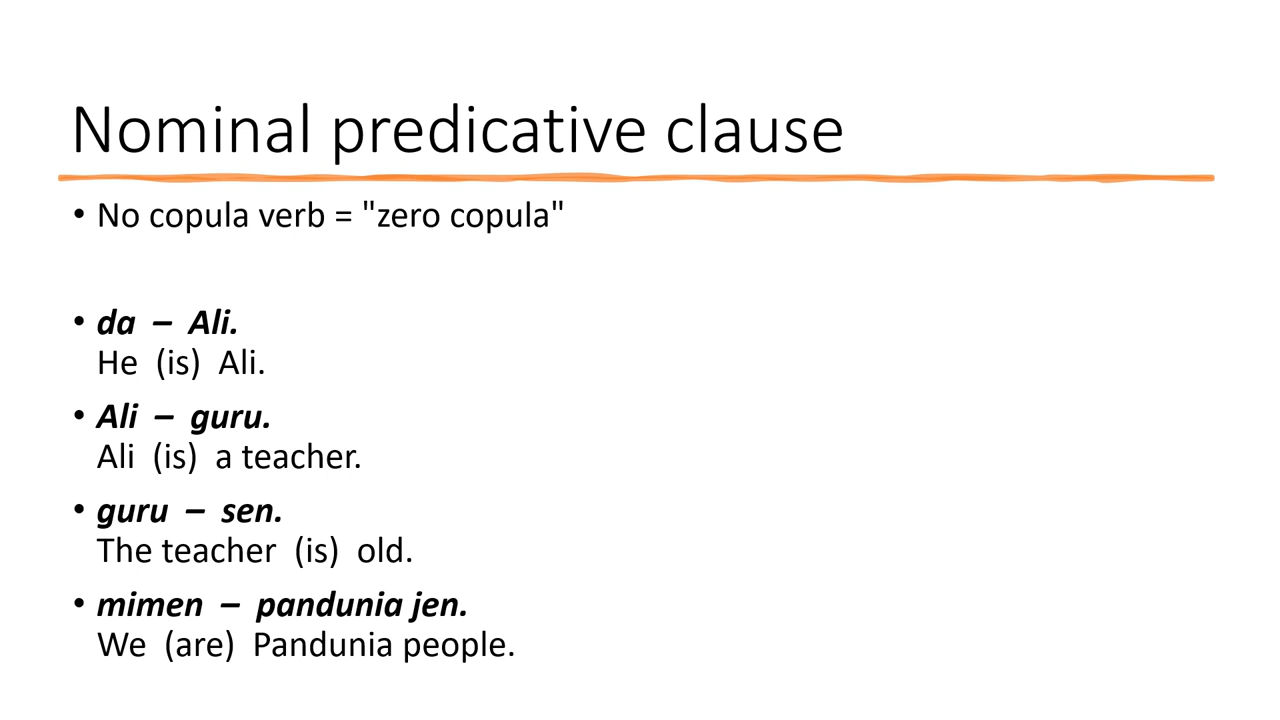 Nominal predicative clause
• No copula verb = "zero copula"
• da – Ali.
He (is) Ali.
• Ali – guru.
Ali (is) a teacher.
• guru – sen.
The teacher (is) old.
• mimen – pandunia jen.
We (are) Pandunia people.